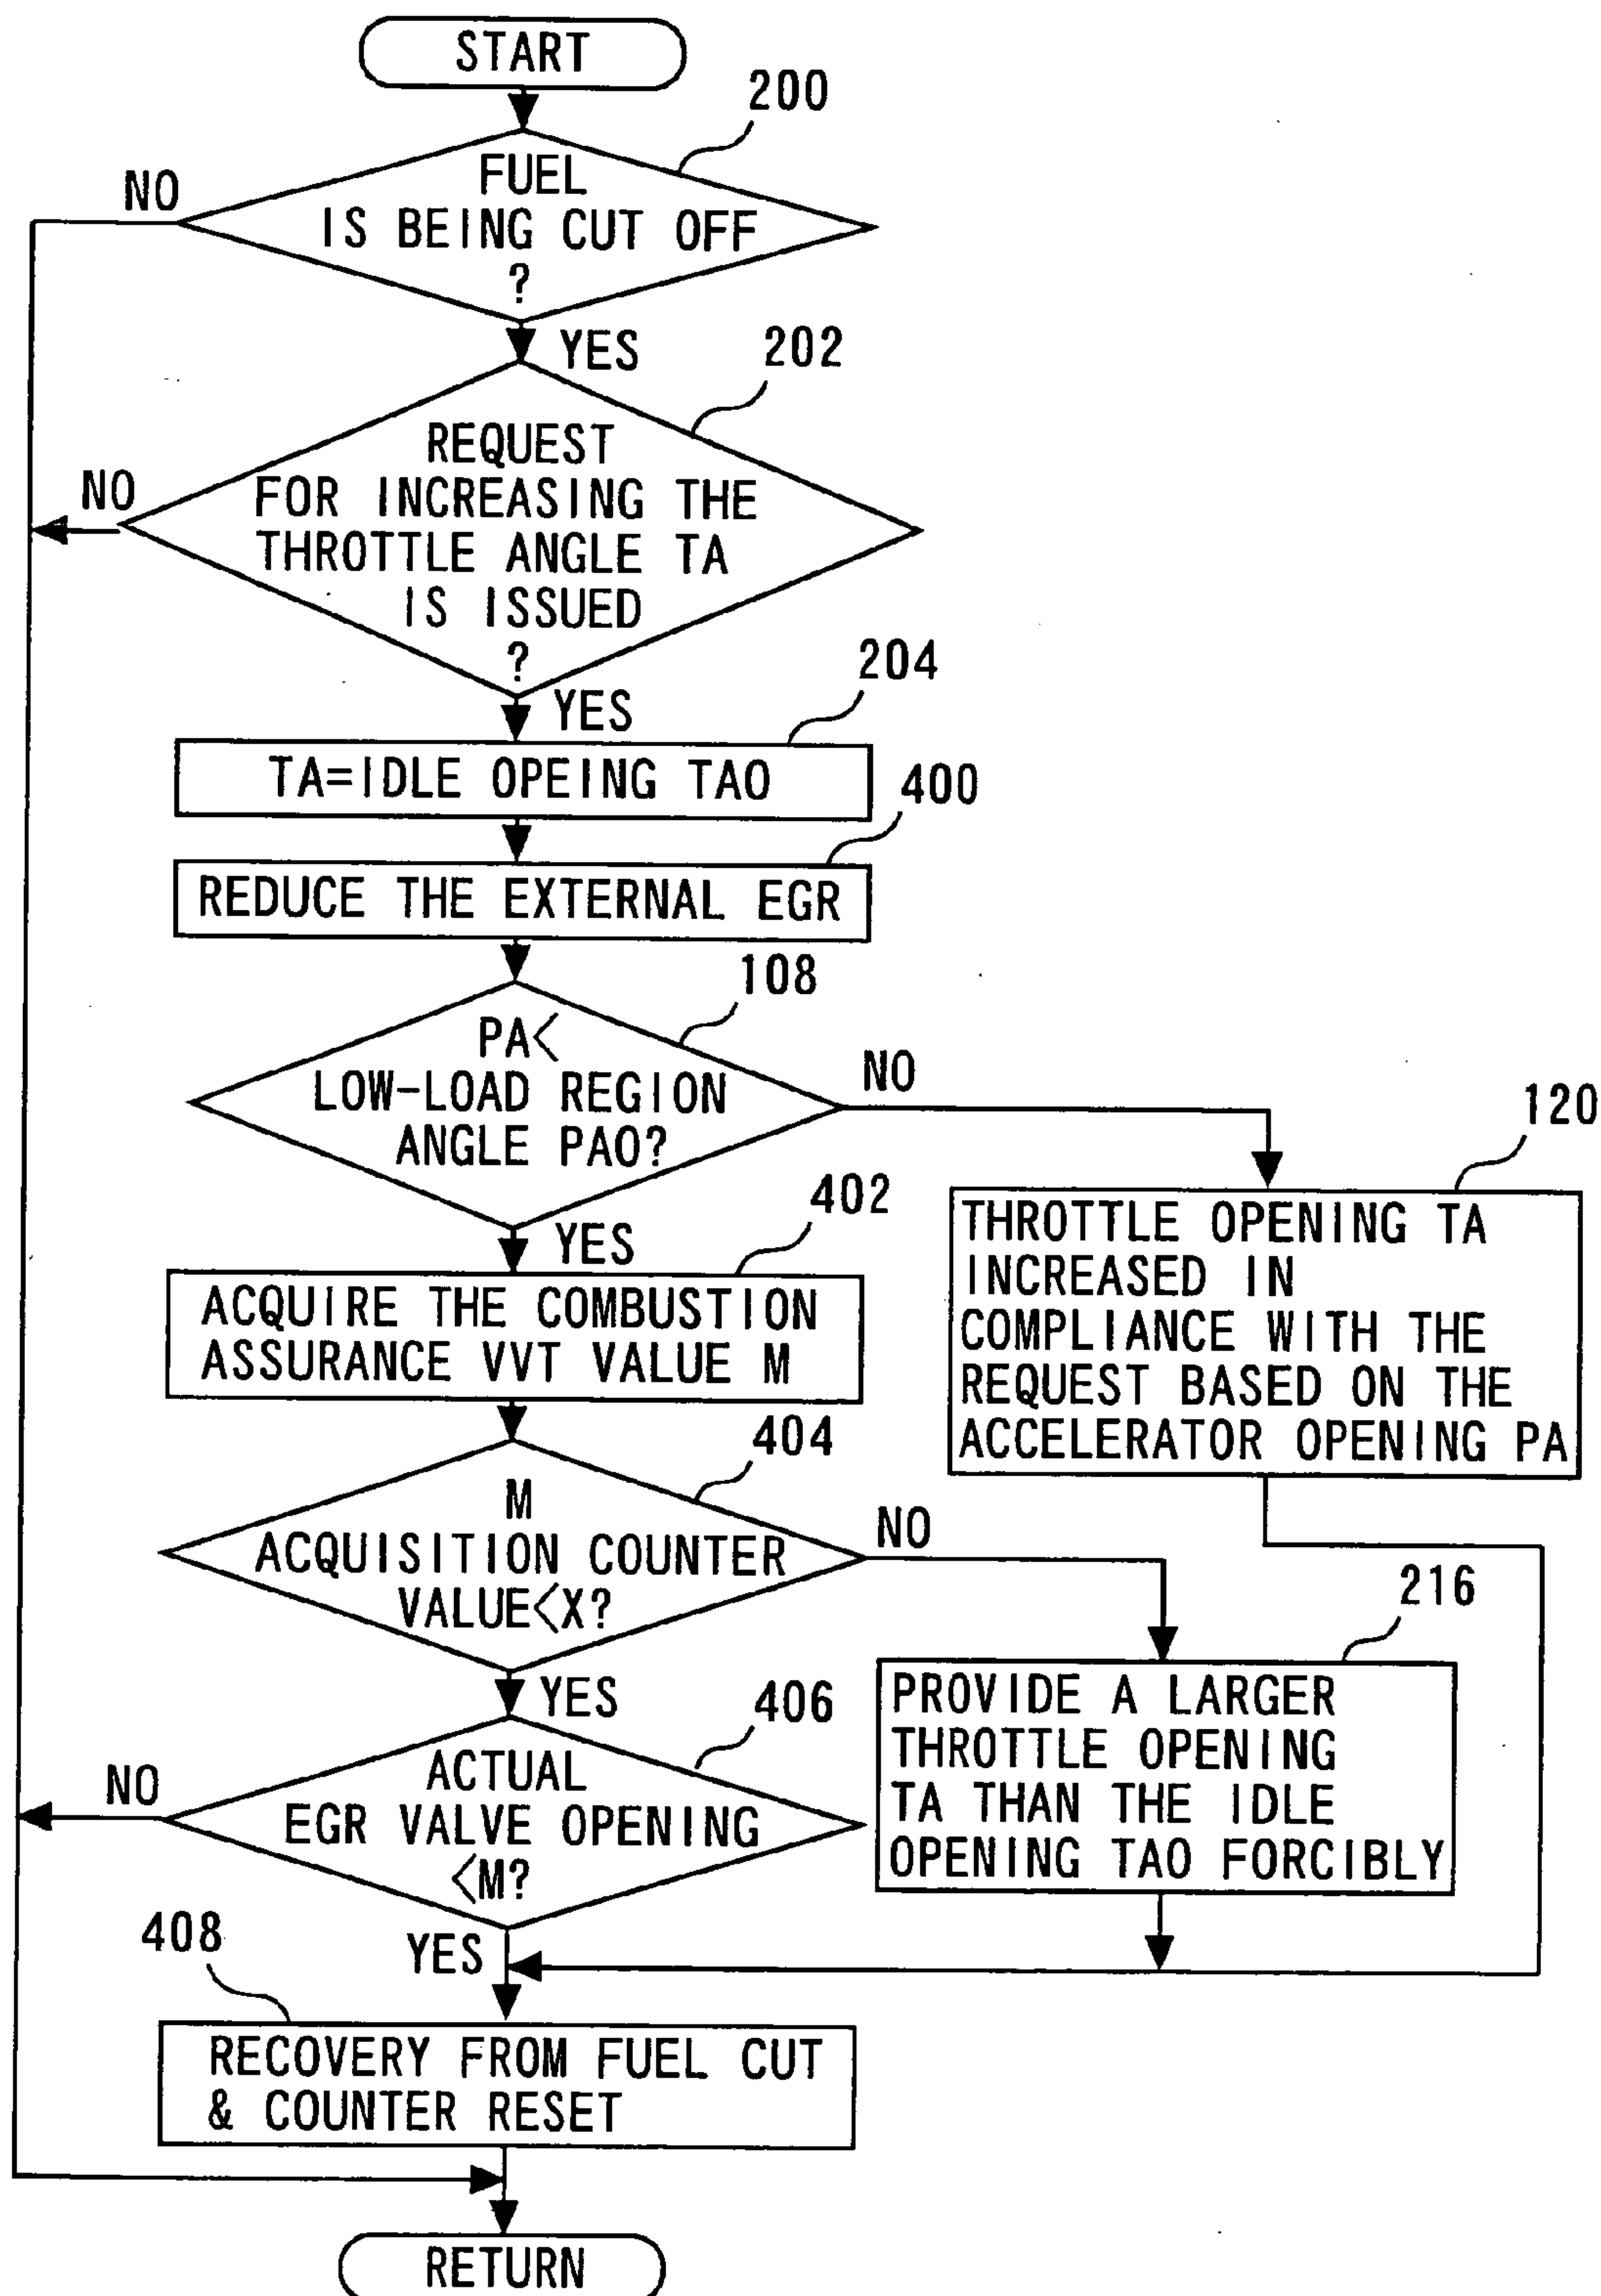 START
200
FUEL
IS BEING CUT OFF
?
NO
YES
202
REQUEST
FOR INCREASING THE
THROTTLE ANGLE TA
IS ISSUED
?
NO
YES
204
TA=IDLE OPEING TAO
400
REDUCE THE EXTERNAL EGR
108
PA<
LOW-LOAD REGION
ANGLE PAO?
NO
YES
120
THROTTLE OPENING TA
INCREASED IN
COMPLIANCE WITH THE
REQUEST BASED ON THE
ACCELERATOR OPENING PA
402
ACQUIRE THE COMBUSTION
ASSURANCE VVT VALUE M
404
M
ACQUISITION COUNTER
VALUE<X?
NO
YES
216
PROVIDE A LARGER
THROTTLE OPENING
TA THAN THE IDLE
OPENING TAO FORCIBLY
406
ACTUAL
EGR VALVE OPENING
<M?
NO
YES
408
RECOVERY FROM FUEL CUT
& COUNTER RESET
RETURN